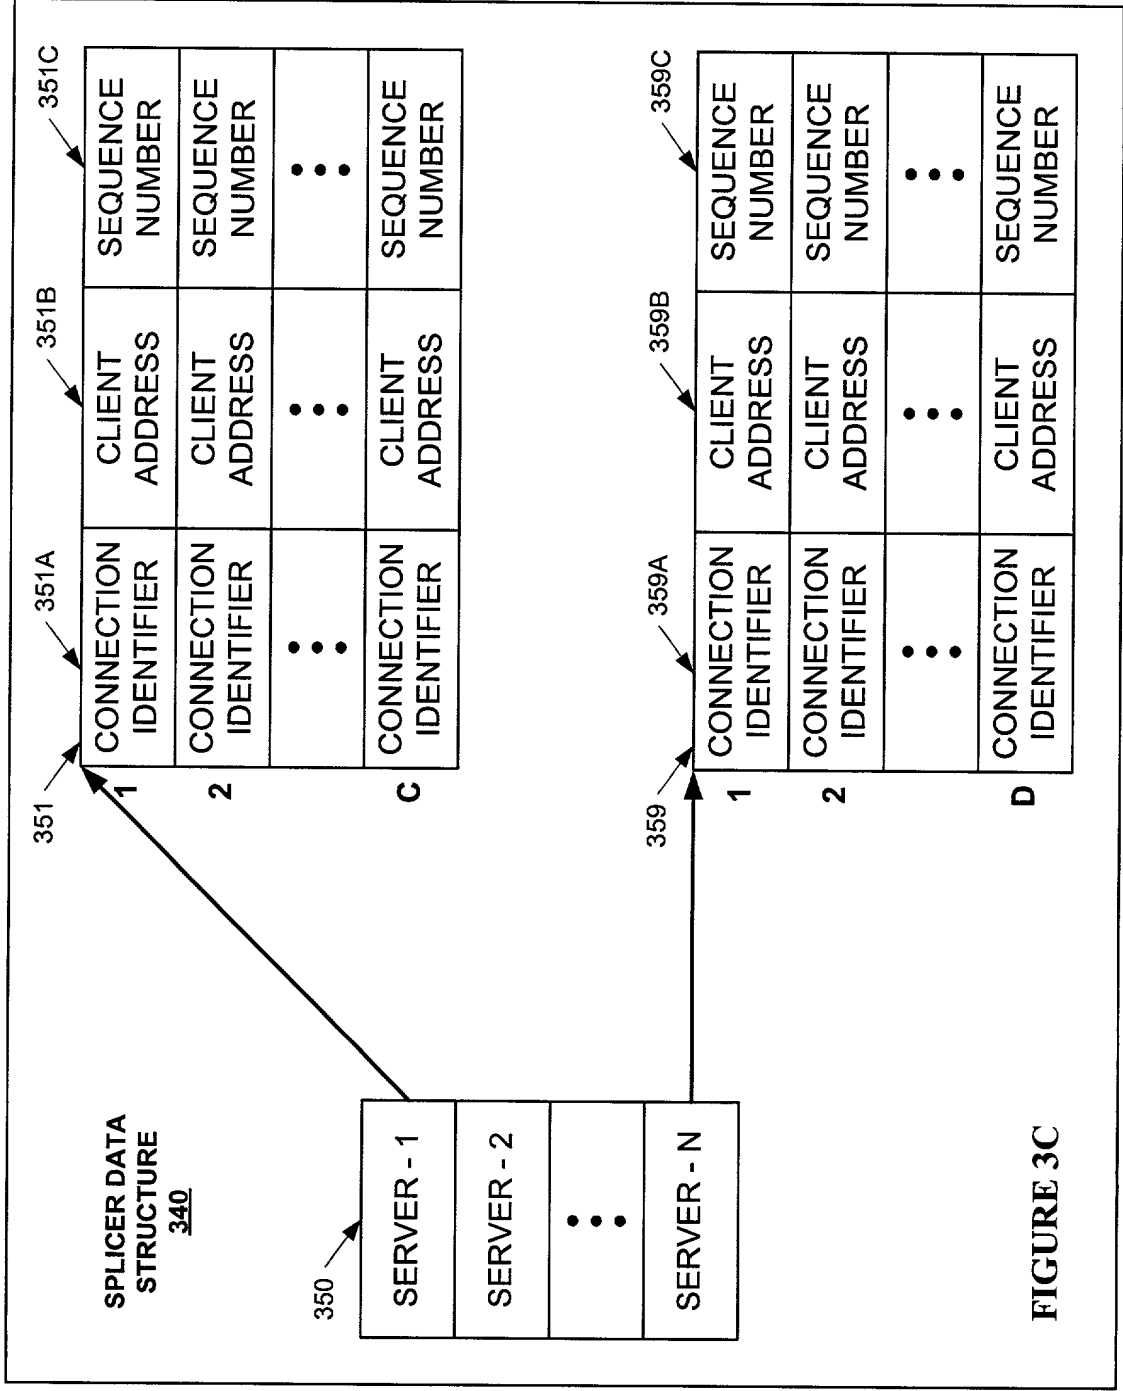 SPLICER DATA
STRUCTURE
340
350
SERVER - 1
SERVER - 2
SERVER - N
351
351A
351B
351C
1
CONNECTION
IDENTIFIER
CLIENT
ADDRESS
SEQUENCE
NUMBER
2
CONNECTION
IDENTIFIER
CLIENT
ADDRESS
SEQUENCE
NUMBER
C
CONNECTION
IDENTIFIER
CLIENT
ADDRESS
SEQUENCE
NUMBER
359
359A
359B
359C
1
CONNECTION
IDENTIFIER
CLIENT
ADDRESS
SEQUENCE
NUMBER
2
CONNECTION
IDENTIFIER
CLIENT
ADDRESS
SEQUENCE
NUMBER
D
CONNECTION
IDENTIFIER
CLIENT
ADDRESS
SEQUENCE
NUMBER
FIGURE 3C